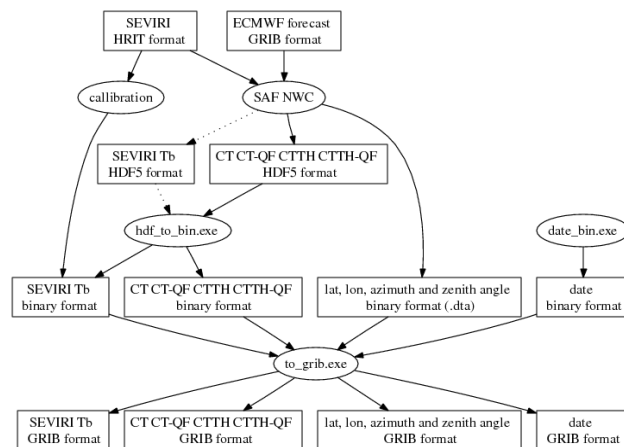 SEVIRI
HRIT format
ECMWF forecast
GRIB format
callibration
SAF NWC
SEVIRI Tb
HDF5 format
CT CT-QF CTTH CTTH-QF
HDF5 format
hdf_to_bin.exe
date_bin.exe
SEVIRI Tb
binary format
CT CT-QF CTTH CTTH-QF
binary format
lat, lon, azimuth and zenith angle
binary format (.dta)
date
binary format
to_grib.exe
SEVIRI Tb
GRIB format
CT CT-QF CTTH CTTH-QF
GRIB format
lat, lon, azimuth and zenith angle
GRIB format
date
GRIB format